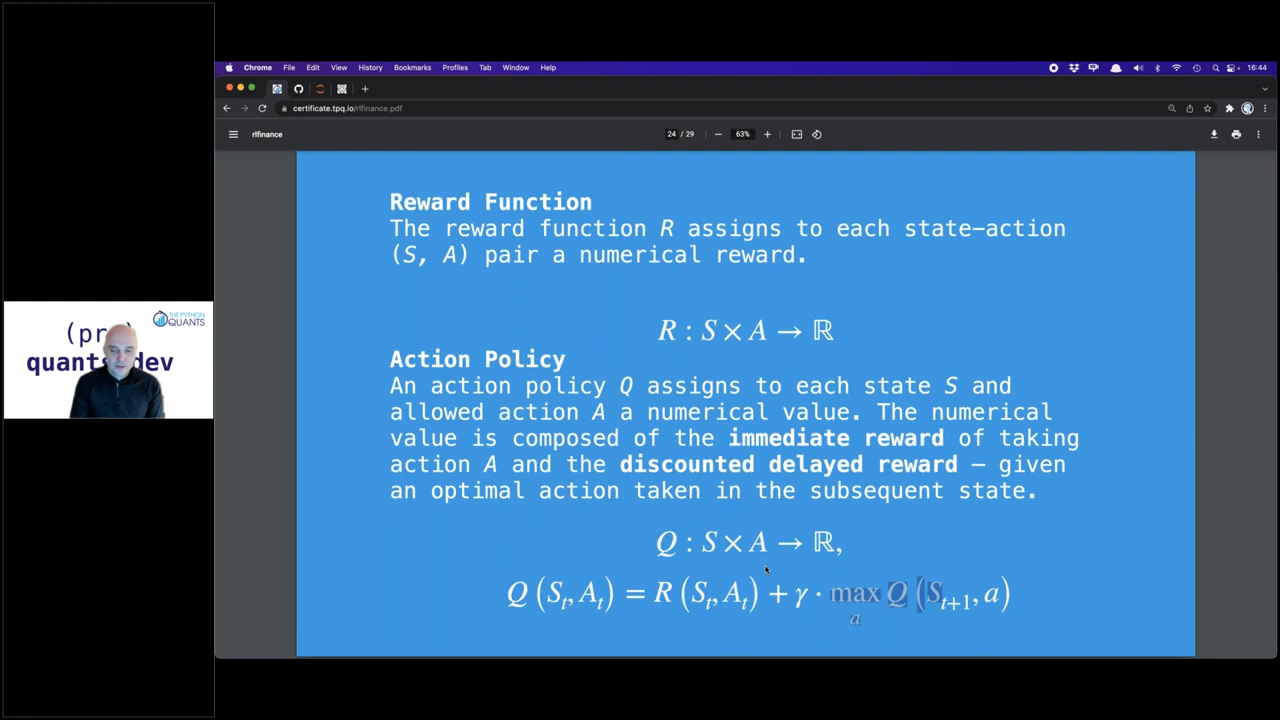 Chrome File Edit View History Bookmarks Profiles Tab Window Help 16:44
certificate.tpq.io/rlfinance.pdf
rlfinance 24 / 29 63%
Reward Function
The reward function R assigns to each state-action
(S, A) pair a numerical reward.
R : S × A → ℝ
Action Policy
An action policy Q assigns to each state S and
allowed action A a numerical value. The numerical
value is composed of the immediate reward of taking
action A and the discounted delayed reward — given
an optimal action taken in the subsequent state.
Q : S × A → ℝ,
Q (S_t, A_t) = R (S_t, A_t) + γ · max_a Q (S_{t+1}, a)
THE PYTHON
QUANTS
(pr
quants dev